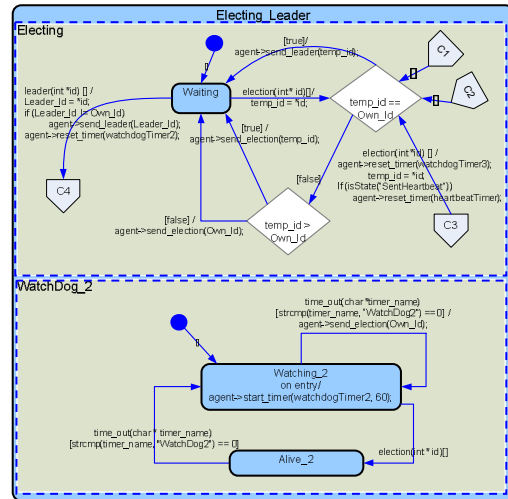 Electing_Leader
Electing
[true]/
agent->send_leader(temp_id);
C1
C2
[]
[]
[]
leader(int *id) [] /
Leader_Id = *id;
if (Leader_Id != Own_Id)
agent->send_leader(Leader_Id);
agent->reset_timer(watchdogTimer2);
Waiting
election(int* id)[]/
temp_id = *id;
temp_id ==
Own_Id
[true] /
agent->send_election(temp_id);
election(int *id) [] /
agent->reset_timer(watchdogTimer3);
temp_id = *id;
If(isState("SentHeartbeat"))
agent->reset_timer(heartbeatTimer);
[false]
C4
[false] /
agent->send_election(Own_Id);
temp_id >
Own_Id
C3
WatchDog_2
time_out(char *timer_name)
[strcmp(timer_name, "WatchDog2") ==0] /
agent->send_election(Own_Id);
[]
Watching_2
on entry/
agent->start_timer(watchdogTimer2, 60);
time_out(char * timer_name)
[strcmp(timer_name, "WatchDog2") == 0]
election(int *id)[]
Alive_2